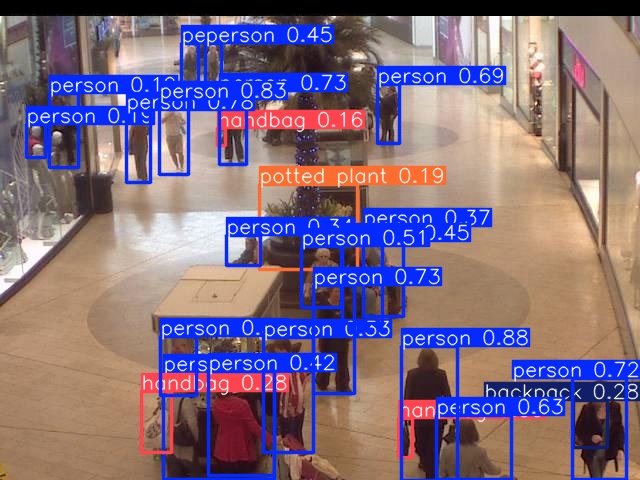 person 0.45
person 0.73
person 0.69
person 0.83
person 0.78
person 0.19
handbag 0.16
potted plant 0.19
person 0.37
person 0.34
person 0.51
0.45
person 0.73
person 0.33
person 0.88
person 0.42
person 0.72
handbag 0.28
backpack 0.28
person 0.63